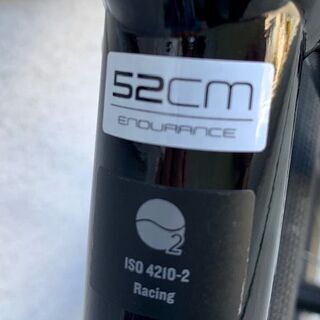 52CM
ENDURANCE
2
ISO 4210-2
Racing